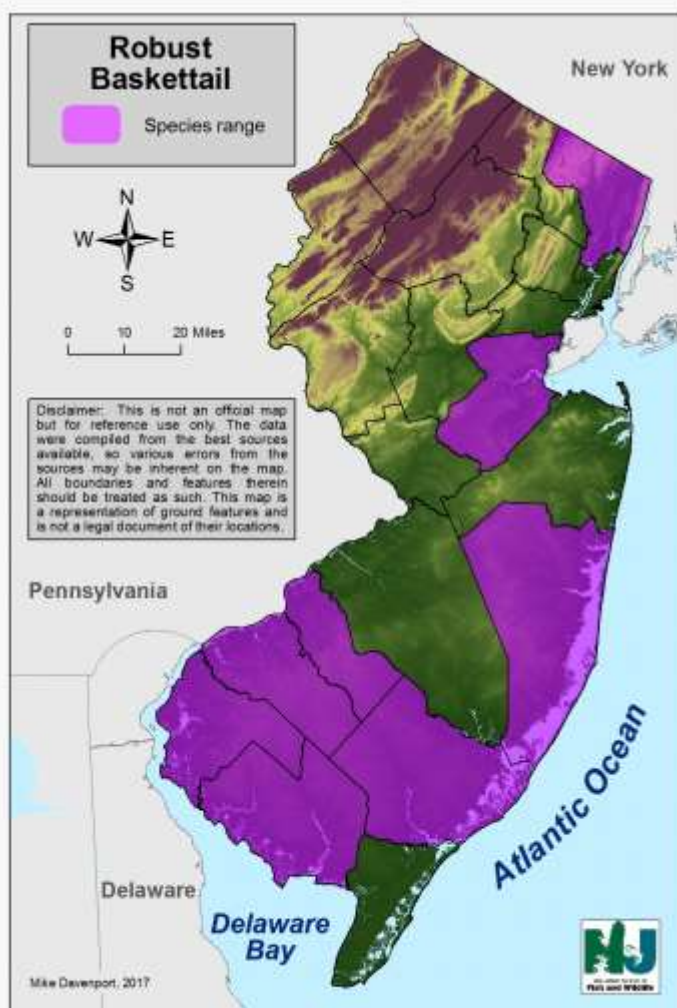 Robust
Baskettail
Species range
New York
N
W E
S
0 10 20 Miles
Disclaimer: This is not an official map
but for reference use only. The data
were compiled from the best sources
available, so various errors from the
sources may be inherent on the map.
All boundaries and features therein
should be treated as such. This map is
a representation of ground features and
is not a legal document of their locations.
Pennsylvania
Atlantic Ocean
Delaware
Delaware
Bay
Mike Davenport, 2017
NJ
Fish and Wildlife